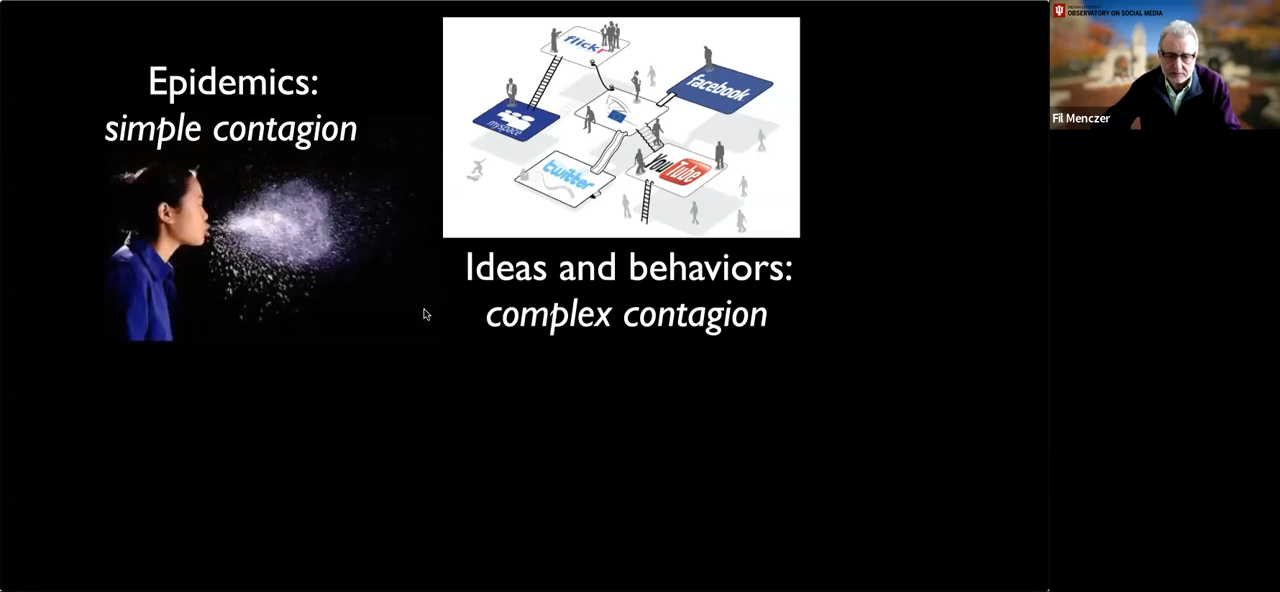 Epidemics:
simple contagion
flickr
facebook
myspace
twitter
YouTube
Ideas and behaviors:
complex contagion
OBSERVATORY ON SOCIAL MEDIA
Fil Menczer